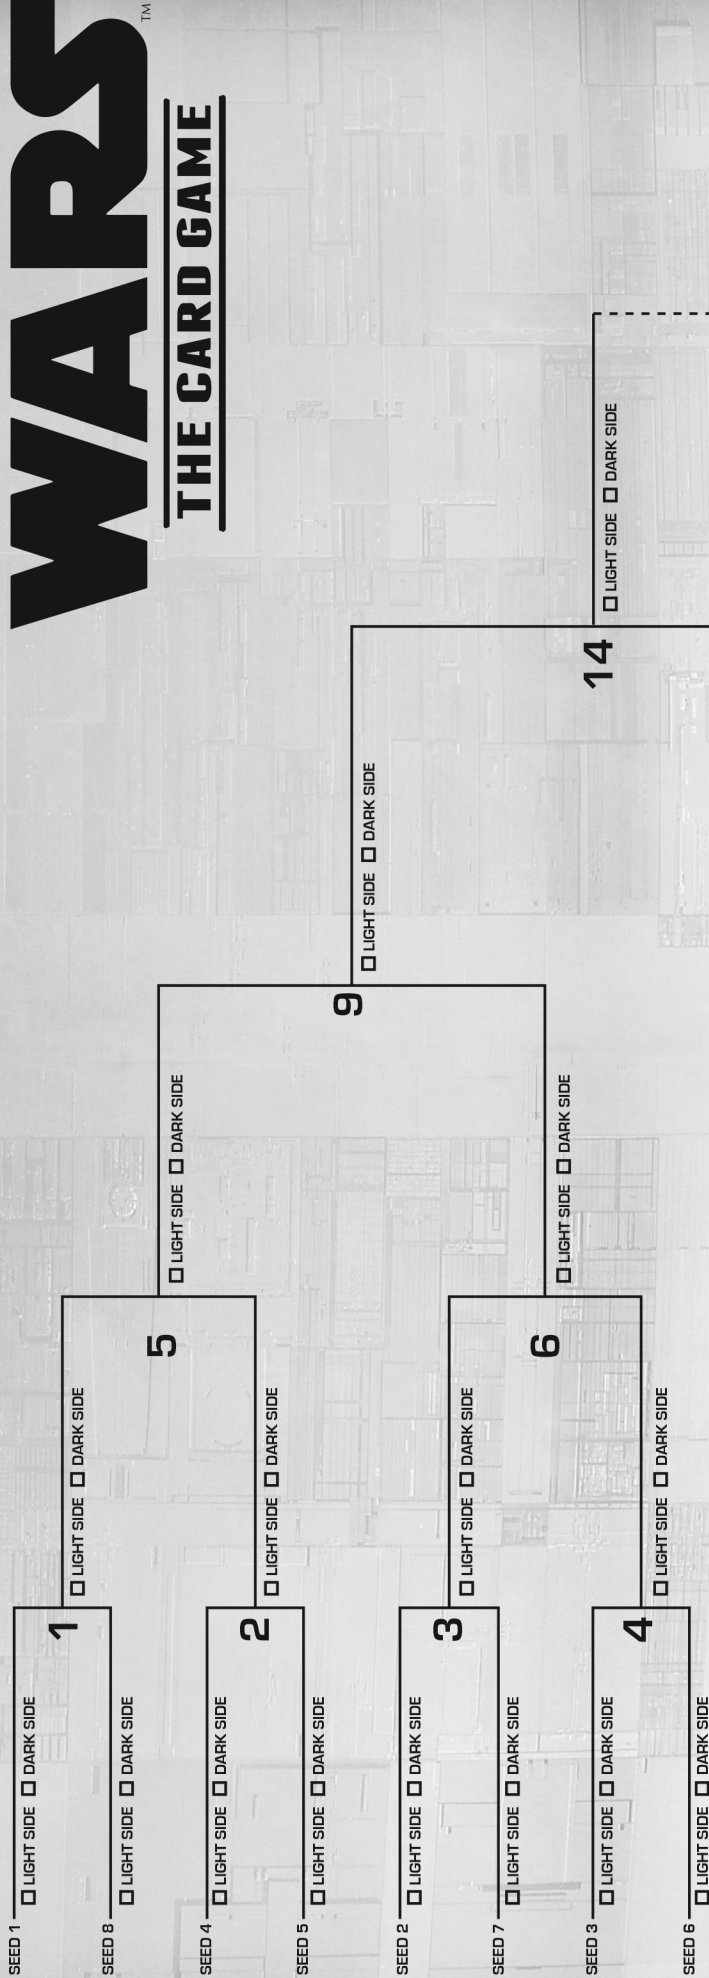 WARS
TM
THE CARD GAME
SEED 1
☐ LIGHT SIDE ☐ DARK SIDE
1
☐ LIGHT SIDE ☐ DARK SIDE
SEED 8
☐ LIGHT SIDE ☐ DARK SIDE
5
☐ LIGHT SIDE ☐ DARK SIDE
SEED 4
☐ LIGHT SIDE ☐ DARK SIDE
2
☐ LIGHT SIDE ☐ DARK SIDE
SEED 5
☐ LIGHT SIDE ☐ DARK SIDE
9
☐ LIGHT SIDE ☐ DARK SIDE
SEED 2
☐ LIGHT SIDE ☐ DARK SIDE
3
☐ LIGHT SIDE ☐ DARK SIDE
SEED 7
☐ LIGHT SIDE ☐ DARK SIDE
6
☐ LIGHT SIDE ☐ DARK SIDE
SEED 3
☐ LIGHT SIDE ☐ DARK SIDE
4
☐ LIGHT SIDE ☐ DARK SIDE
SEED 6
☐ LIGHT SIDE ☐ DARK SIDE
14
☐ LIGHT SIDE ☐ DARK SIDE